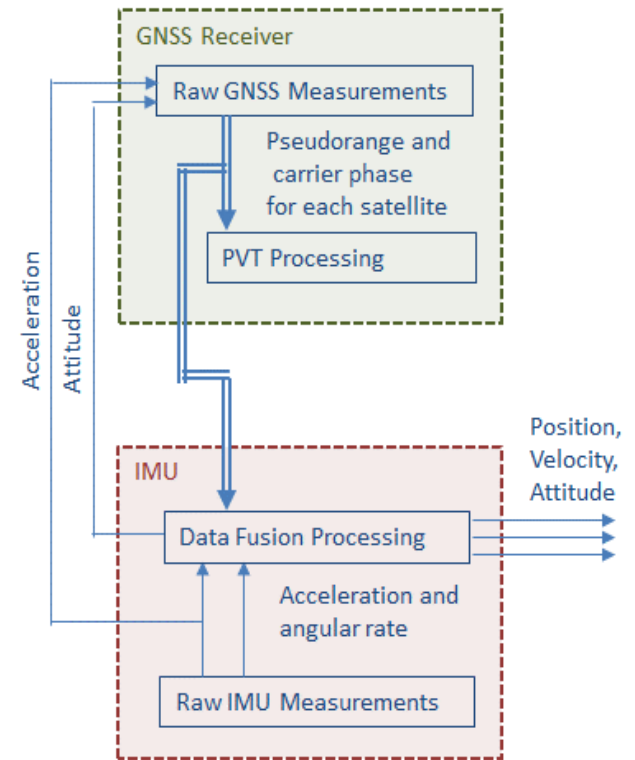 GNSS Receiver
Raw GNSS Measurements
Pseudorange and
carrier phase
for each satellite
PVT Processing
Acceleration
Attitude
Position,
Velocity,
Attitude
IMU
Data Fusion Processing
Acceleration and
angular rate
Raw IMU Measurements